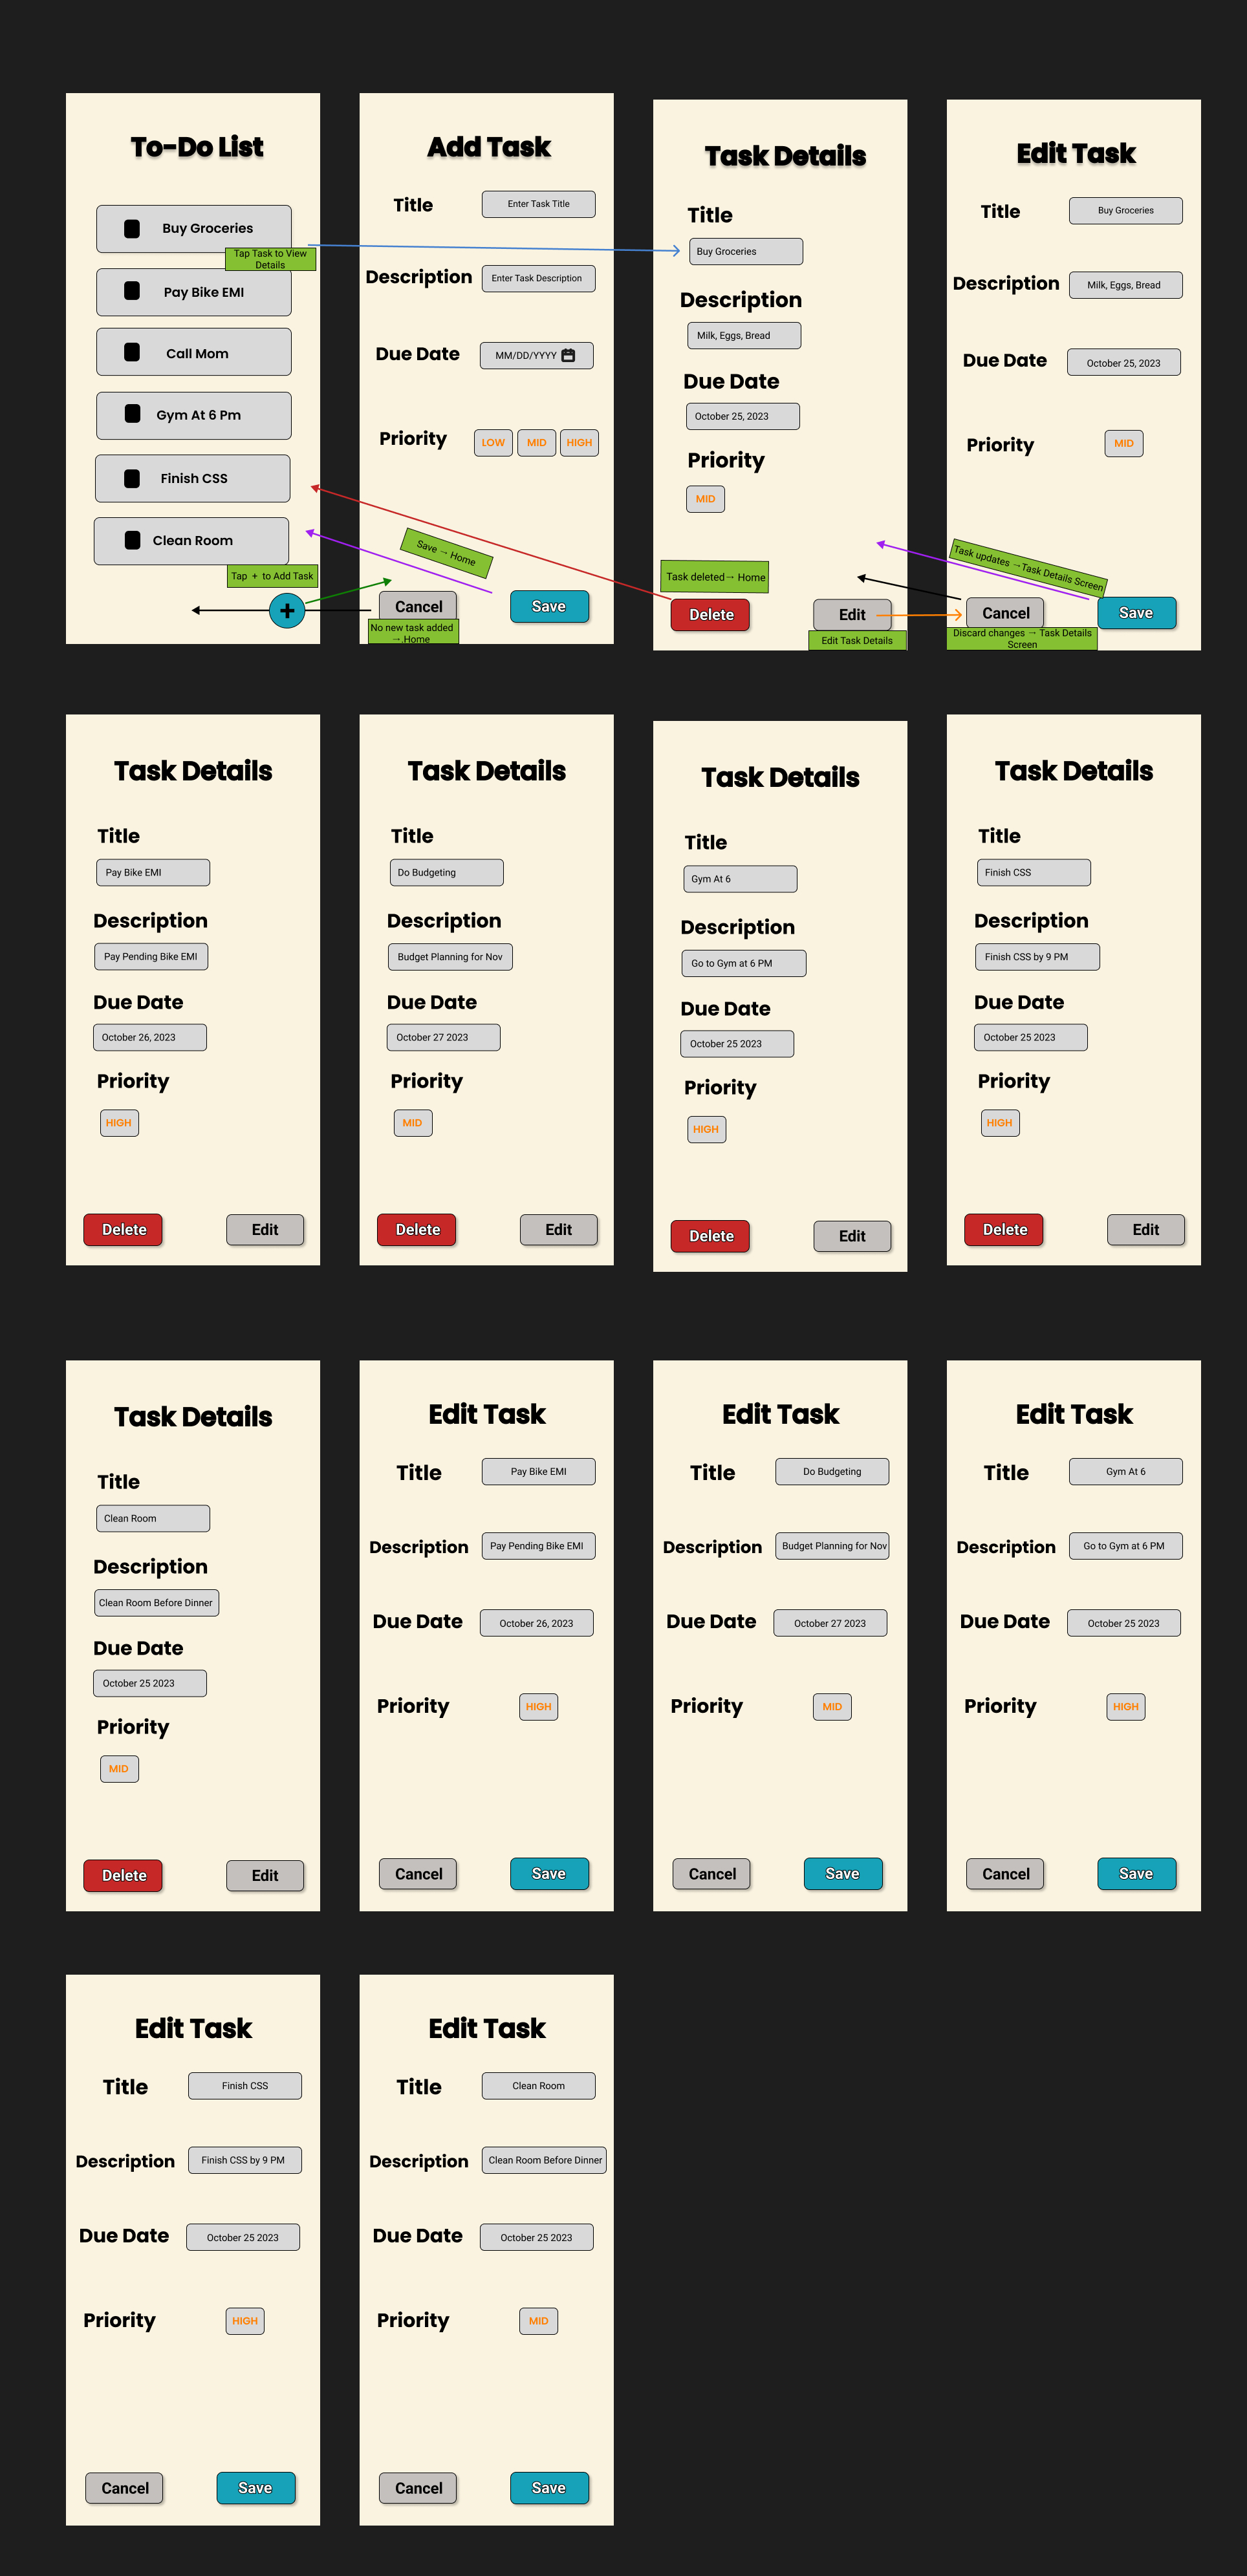 To-Do List
Buy Groceries
Tap Task to View
Details
Pay Bike EMI
Call Mom
Gym At 6 Pm
Finish CSS
Clean Room
Tap + to Add Task
+
Add Task
Title
Enter Task Title
Description
Enter Task Description
Due Date
MM/DD/YYYY
Priority
LOW MID HIGH
Save → Home
Cancel
Save
No new task added
→ Home
Task Details
Title
Buy Groceries
Description
Milk, Eggs, Bread
Due Date
October 25, 2023
Priority
MID
Task deleted→ Home
Delete
Edit
Edit Task Details
Edit Task
Title
Buy Groceries
Description
Milk, Eggs, Bread
Due Date
October 25, 2023
Priority
MID
Task updates →Task Details Screen
Cancel
Save
Discard changes → Task Details
Screen
Task Details
Title
Pay Bike EMI
Description
Pay Pending Bike EMI
Due Date
October 26, 2023
Priority
HIGH
Delete
Edit
Task Details
Title
Do Budgeting
Description
Budget Planning for Nov
Due Date
October 27 2023
Priority
MID
Delete
Edit
Task Details
Title
Gym At 6
Description
Go to Gym at 6 PM
Due Date
October 25 2023
Priority
HIGH
Delete
Edit
Task Details
Title
Finish CSS
Description
Finish CSS by 9 PM
Due Date
October 25 2023
Priority
HIGH
Delete
Edit
Task Details
Title
Clean Room
Description
Clean Room Before Dinner
Due Date
October 25 2023
Priority
MID
Delete
Edit
Edit Task
Title
Pay Bike EMI
Description
Pay Pending Bike EMI
Due Date
October 26, 2023
Priority
HIGH
Cancel
Save
Edit Task
Title
Do Budgeting
Description
Budget Planning for Nov
Due Date
October 27 2023
Priority
MID
Cancel
Save
Edit Task
Title
Gym At 6
Description
Go to Gym at 6 PM
Due Date
October 25 2023
Priority
HIGH
Cancel
Save
Edit Task
Title
Finish CSS
Description
Finish CSS by 9 PM
Due Date
October 25 2023
Priority
HIGH
Cancel
Save
Edit Task
Title
Clean Room
Description
Clean Room Before Dinner
Due Date
October 25 2023
Priority
MID
Cancel
Save